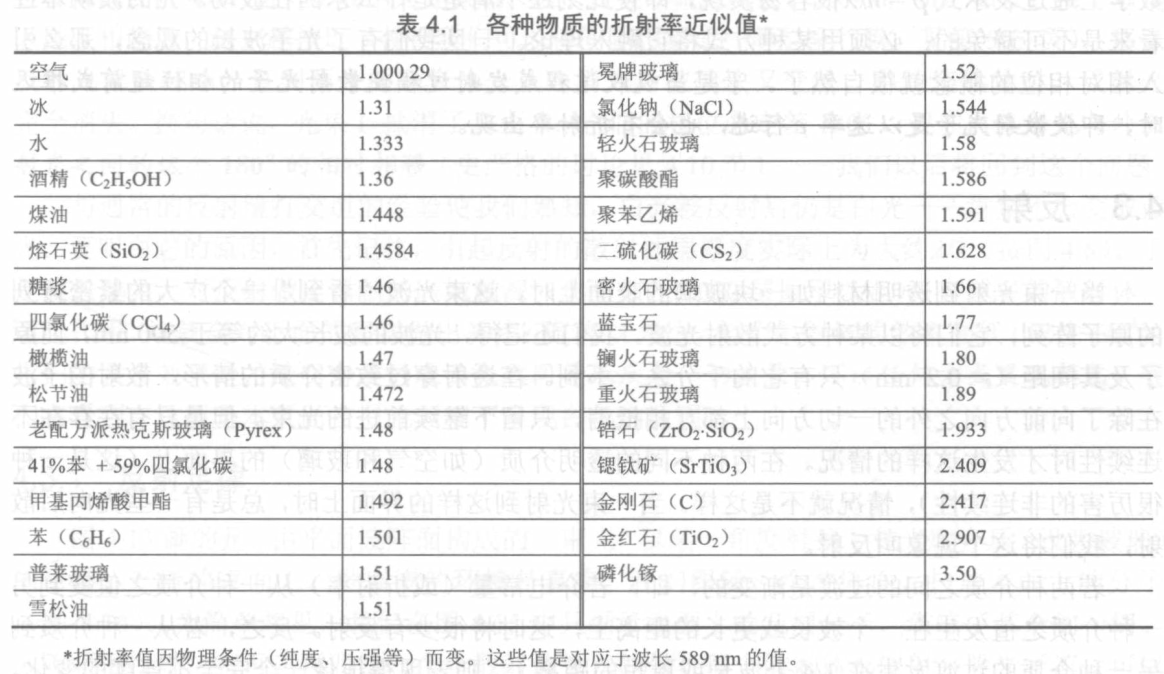 表 4.1 各种物质的折射率近似值*
空气 1.000 29 冕牌玻璃 1.52
冰 1.31 氯化钠(NaCl) 1.544
水 1.333 轻火石玻璃 1.58
酒精(C₂H₅OH) 1.36 聚碳酸酯 1.586
煤油 1.448 聚苯乙烯 1.591
熔石英(SiO₂) 1.4584 二硫化碳(CS₂) 1.628
糖浆 1.46 密火石玻璃 1.66
四氯化碳(CCl₄) 1.46 蓝宝石 1.77
橄榄油 1.47 镧火石玻璃 1.80
松节油 1.472 重火石玻璃 1.89
老配方派热克斯玻璃(Pyrex) 1.48 锆石(ZrO₂·SiO₂) 1.923
41%苯 + 59%四氯化碳 1.48 锶钛矿(SrTiO₃) 2.409
甲基丙烯酸甲酯 1.492 金刚石(C) 2.417
苯(C₆H₆) 1.501 金红石(TiO₂) 2.907
普莱玻璃 1.51 磷化镓 3.50
雪松油 1.51
*折射率值因物理条件(纯度、压强等)而变。这些值是对应于波长 589 nm 的值。